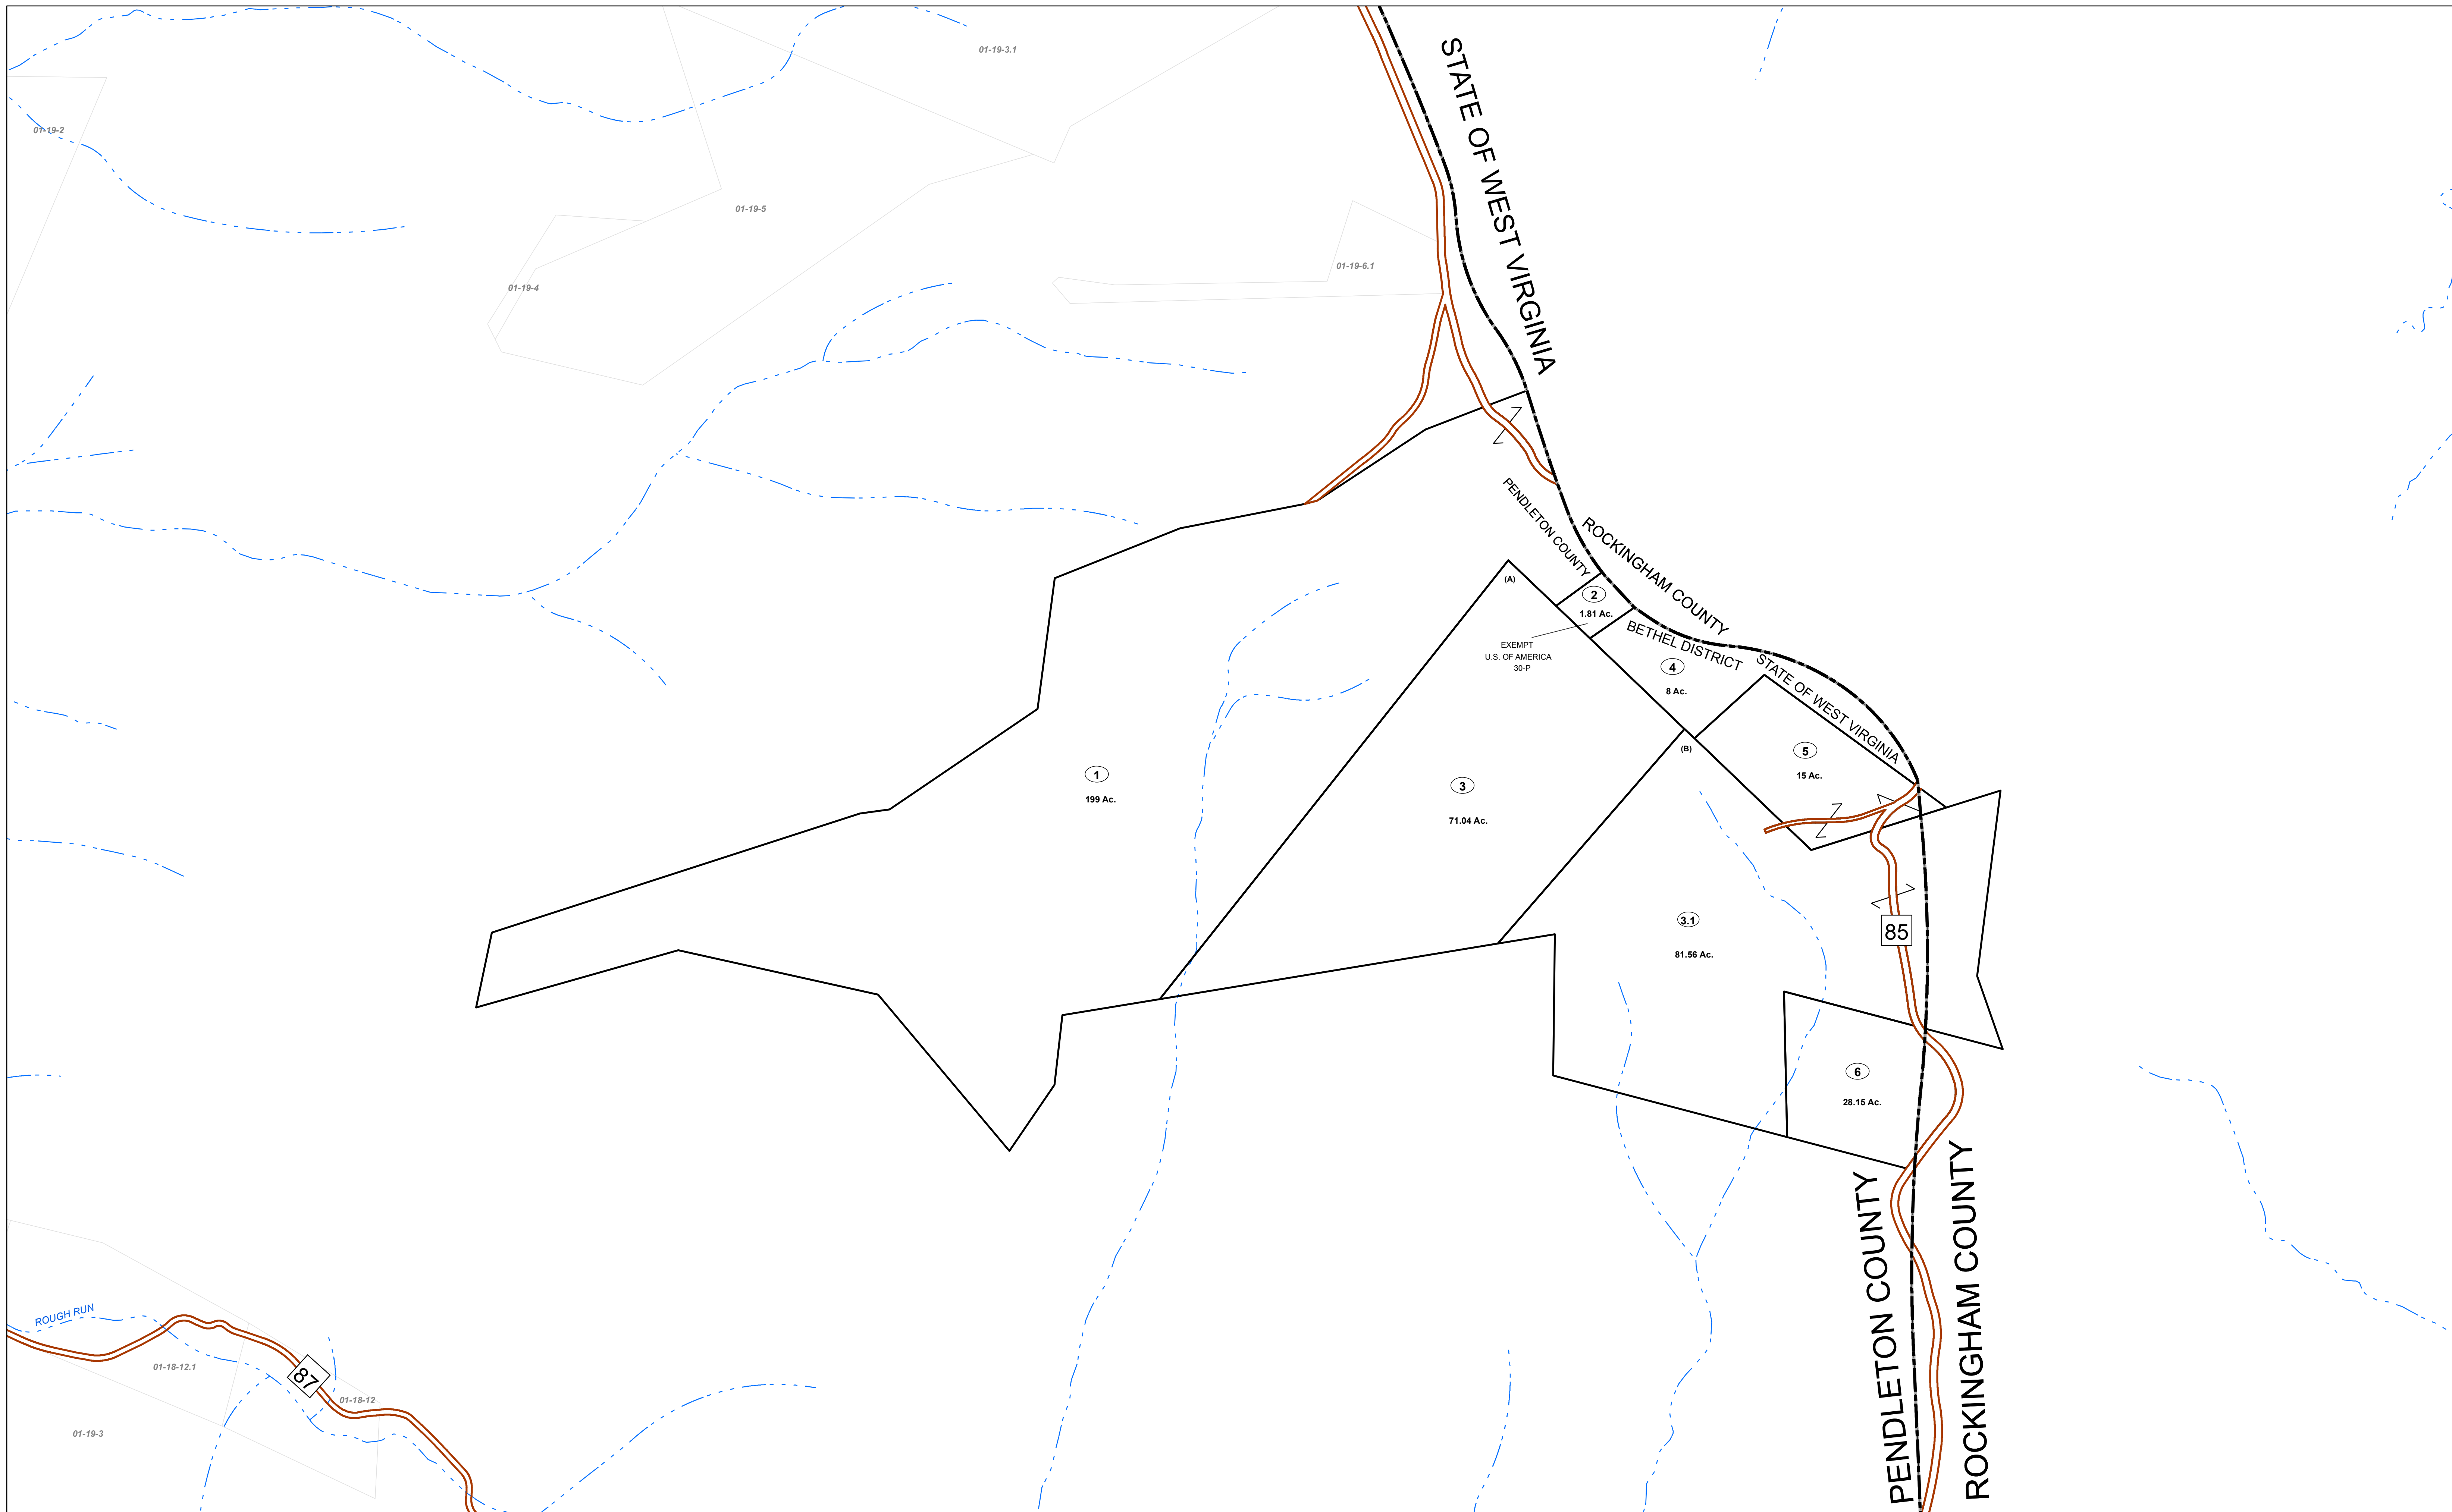 01-19-3.1
STATE OF WEST VIRGINIA
01-19-2
01-19-5
01-19-6.1
01-19-4
PENDLETON COUNTY
ROCKINGHAM COUNTY
(A)
2
1.81 Ac.
EXEMPT
U.S. OF AMERICA
30-P
BETHEL DISTRICT
STATE OF WEST VIRGINIA
4
8 Ac.
(B)
5
15 Ac.
1
199 Ac.
3
71.04 Ac.
3.1
81.56 Ac.
85
6
28.15 Ac.
PENDLETON COUNTY
ROCKINGHAM COUNTY
ROUGH RUN
01-18-12.1
87
01-18-12
01-19-3